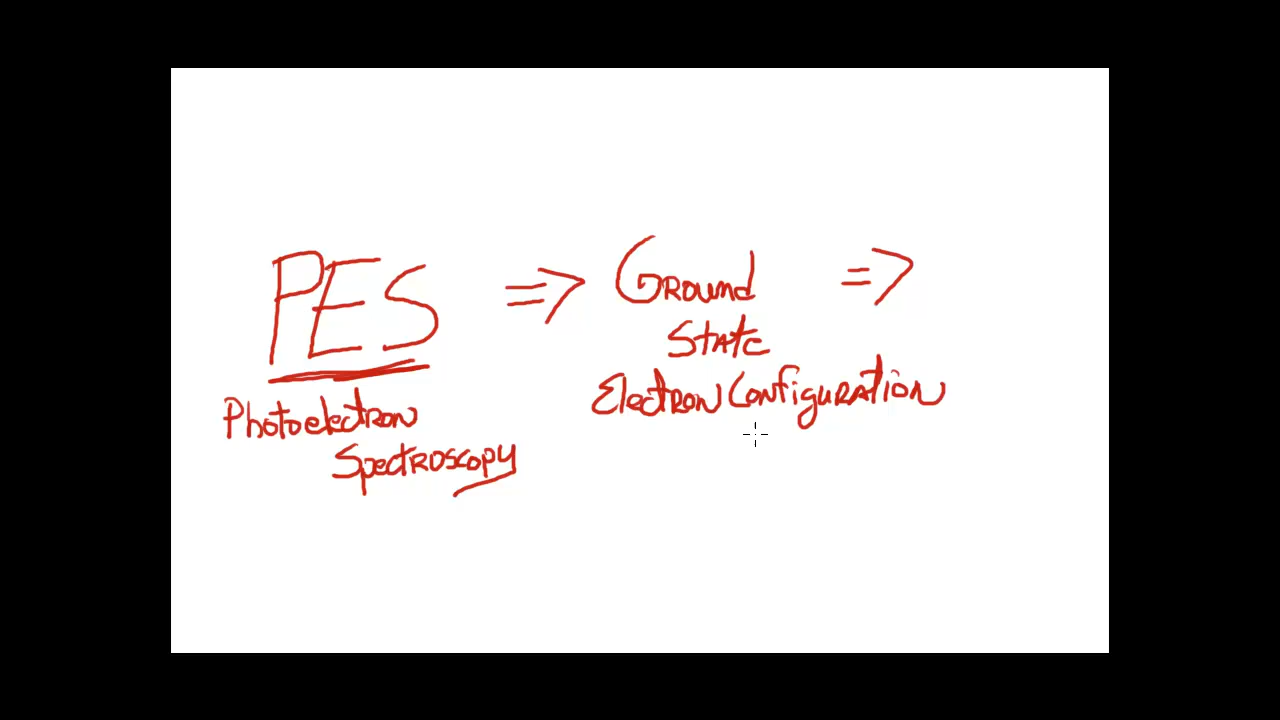 PES => Ground =>
State
Electron Configuration
Photoelectron
Spectroscopy